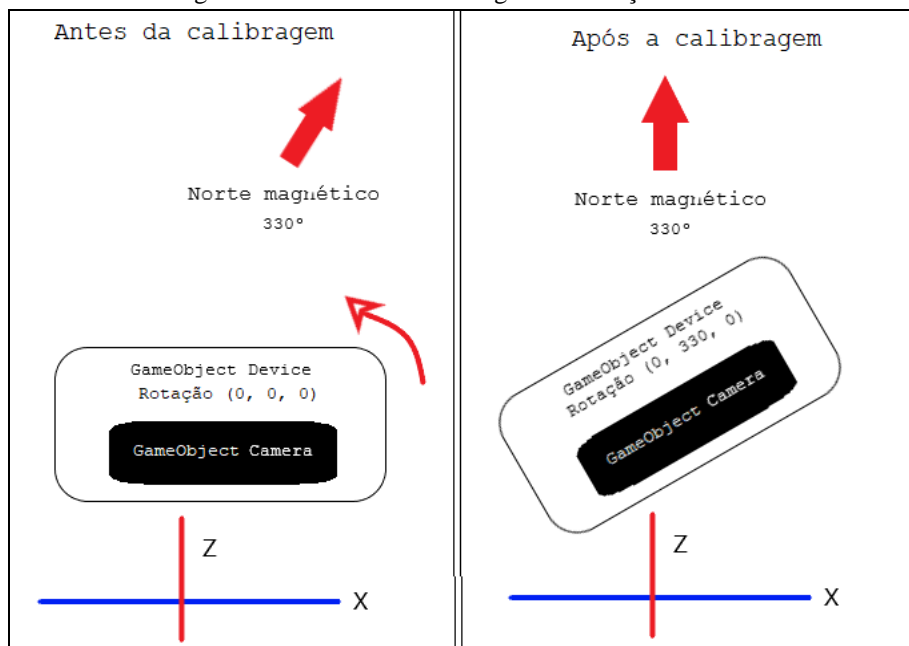 Antes da calibragem
Norte magnético
330°
GameObject Device
Rotação (0, 0, 0)
GameObject Camera
Z
X
Após a calibragem
Norte magnético
330°
GameObject Device
Rotação (0, 330, 0)
GameObject Camera
Z
X